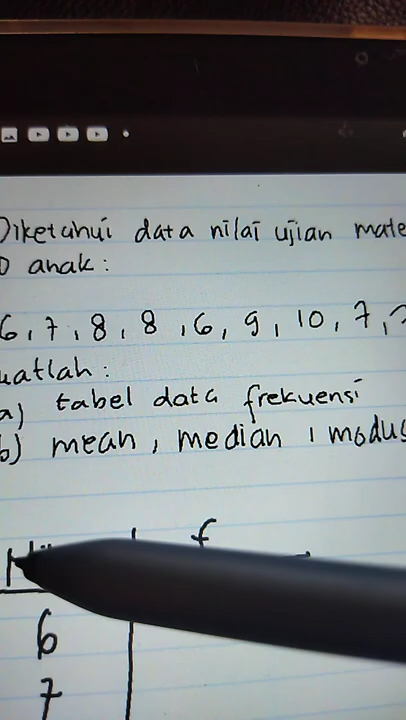 Diketahui data nilai ujian mate
0 anak :
6, 7, 8, 8, 6, 9, 10, 7,
uatlah :
a) tabel data frekuensi
b) mean, median, modus
f
6
7